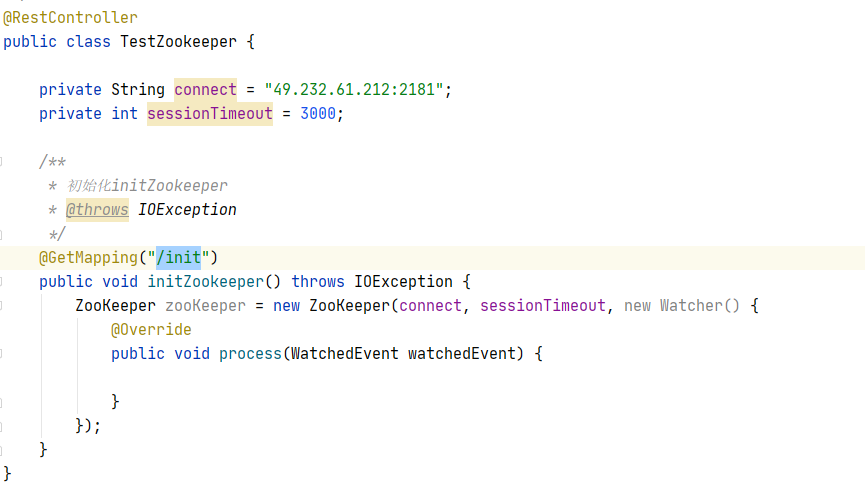 @RestController
public class TestZookeeper {
private String connect = "49.232.61.212:2181";
private int sessionTimeout = 3000;
/**
* 初始化initZookeeper
* @throws IOException
*/
@GetMapping("/init")
public void initZookeeper() throws IOException {
ZooKeeper zooKeeper = new ZooKeeper(connect, sessionTimeout, new Watcher() {
@Override
public void process(WatchedEvent watchedEvent) {
}
});
}
}